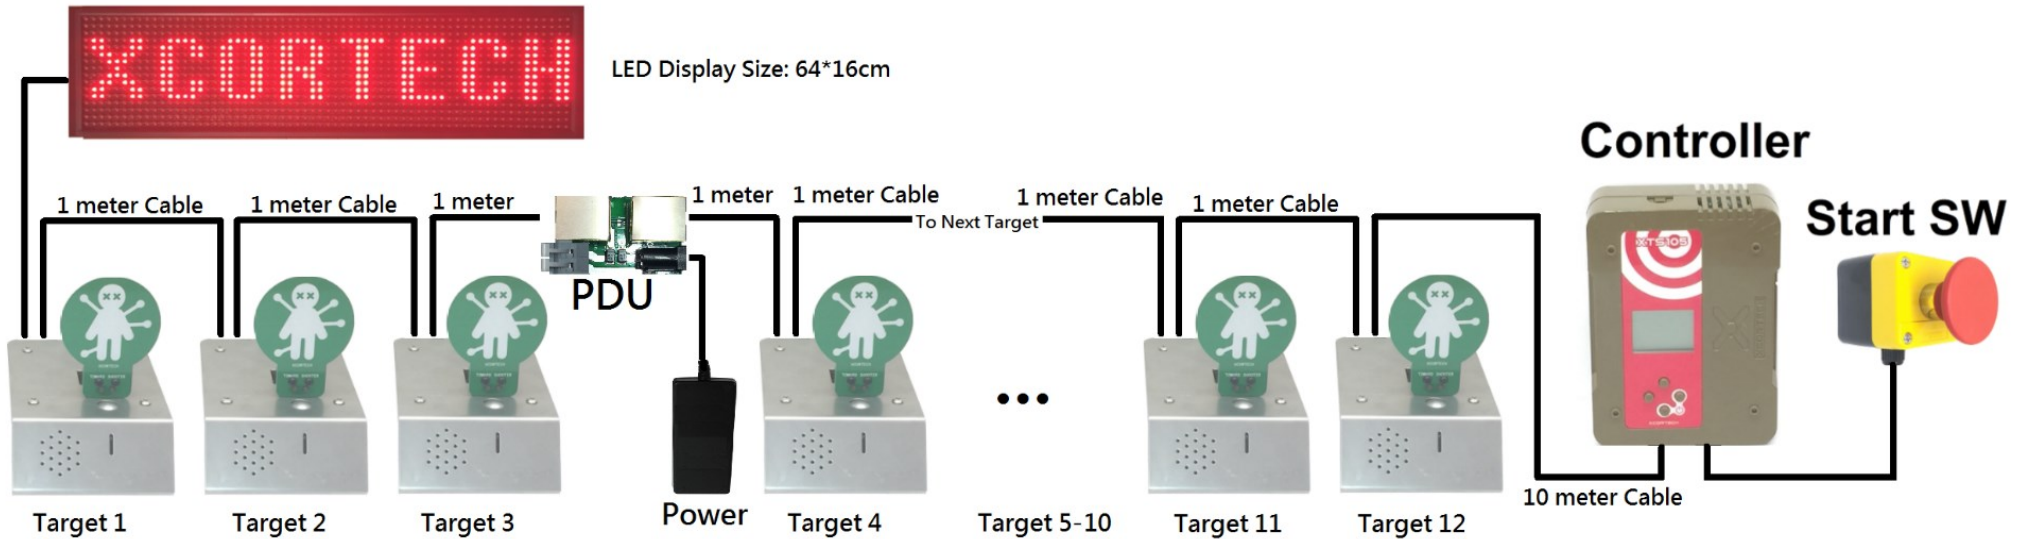 XCORTECH
LED Display Size: 64*16cm
Controller
Start SW
1 meter Cable
1 meter Cable
1 meter
1 meter
1 meter Cable
To Next Target
1 meter Cable
1 meter Cable
PDU
X-TS105
•••
10 meter Cable
Power
Target 1
Target 2
Target 3
Target 4
Target 5-10
Target 11
Target 12